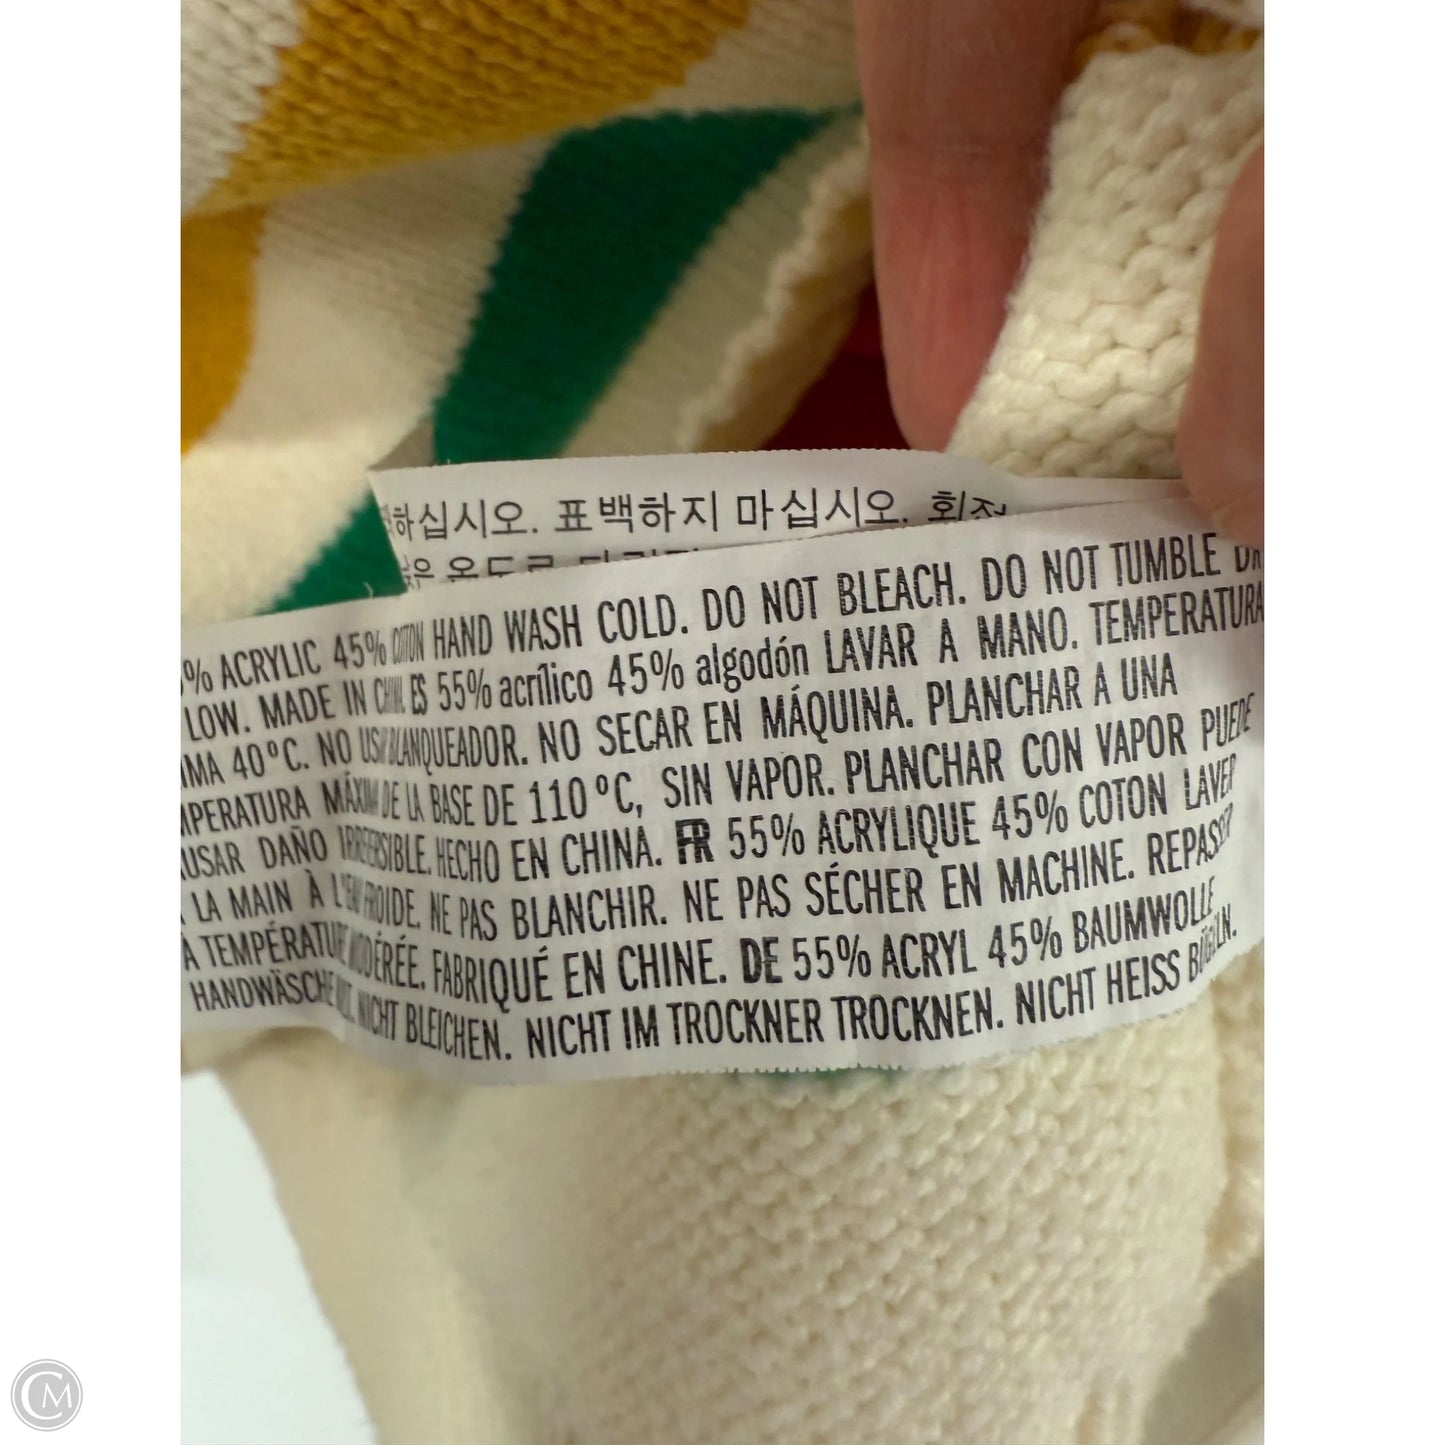 하십시오. 표백하지 마십시오. 회전
% ACRYLIC 45% COTTON HAND WASH COLD. DO NOT BLEACH. DO NOT TUMBLE DR
LOW. MADE IN CHINA. ES 55% acrílico 45% algodón LAVAR A MANO. TEMPERATURA
IMA 40°C. NO USAR BLANQUEADOR. NO SECAR EN MÁQUINA. PLANCHAR A UNA
MPERATURA MÁXIMA DE LA BASE DE 110°C, SIN VAPOR. PLANCHAR CON VAPOR PUEDE
USAR DAÑO IRREVERSIBLE. HECHO EN CHINA. FR 55% ACRYLIQUE 45% COTON LAVER
LA MAIN À L'EAU FROIDE. NE PAS BLANCHIR. NE PAS SÉCHER EN MACHINE. REPASSER
À TEMPÉRATURE MODÉRÉE. FABRIQUÉ EN CHINE. DE 55% ACRYL 45% BAUMWOLLE
HANDWÄSCHE KALT. NICHT BLEICHEN. NICHT IM TROCKNER TROCKNEN. NICHT HEISS BÜGELN.
CM